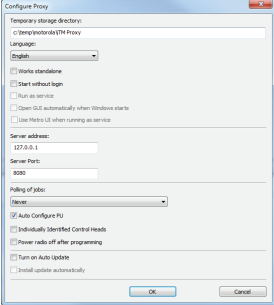 Configure Proxy
Temporary storage directory:
c:\temp\motorola\JTM Proxy
Language:
English
Works standalone
Start without login
Run as service
Open GUI automatically when Windows starts
Use Metro UI when running as service
Server address:
127.0.0.1
Server Port:
8080
Polling of jobs:
Never
Auto Configure PU
Individually Identified Control Heads
Power radio off after programming
Turn on Auto Update
Install update automatically
OK Cancel